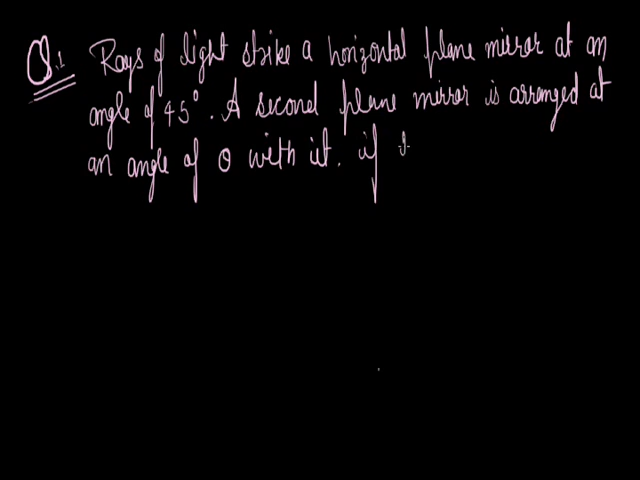 Q.1 Rays of light strike a horizontal plane mirror at an
angle of 45°. A second plane mirror is arranged at
an angle of θ with it. if